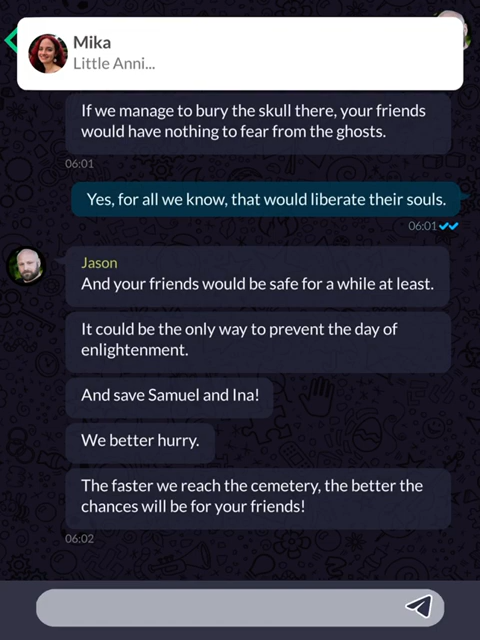 Mika
Little Anni...
If we manage to bury the skull there, your friends
would have nothing to fear from the ghosts.
06:01
Yes, for all we know, that would liberate their souls.
06:01
Jason
And your friends would be safe for a while at least.
It could be the only way to prevent the day of
enlightenment.
And save Samuel and Ina!
We better hurry.
The faster we reach the cemetery, the better the
chances will be for your friends!
06:02